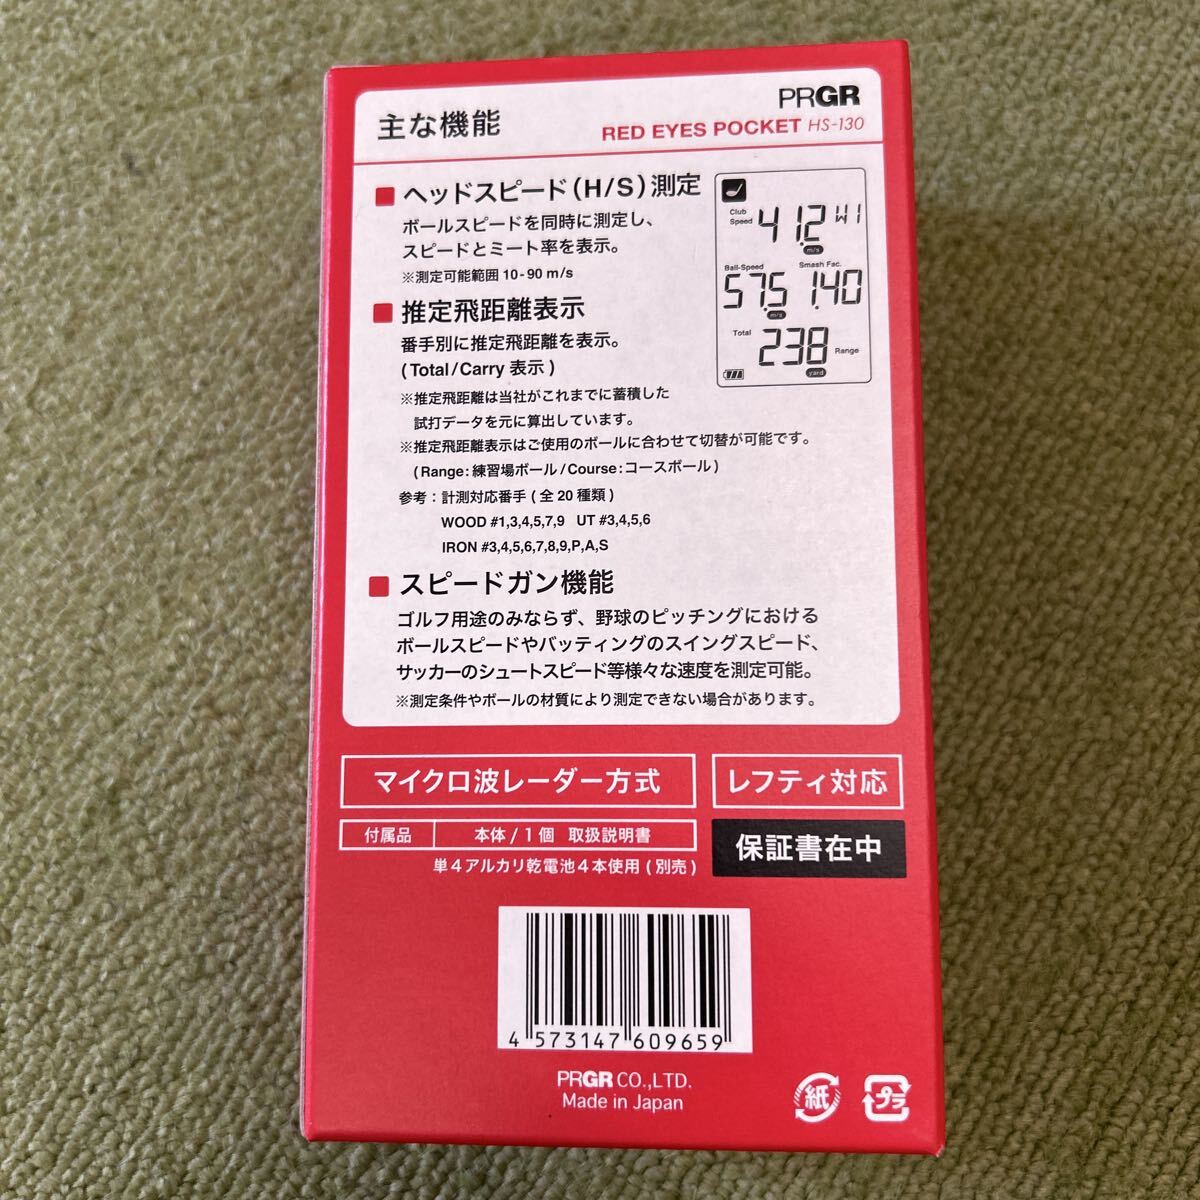 主な機能
PRGR
RED EYES POCKET HS-130
■ ヘッドスピード(H/S)測定
ボールスピードを同時に測定し、
スピードとミート率を表示。
※測定可能範囲 10-90 m/s
Club Speed 41.2 W1
m/s
Ball-Speed Smash Fac.
57.5 1.40
m/s
Total 238 Range
yard
■ 推定飛距離表示
番手別に推定飛距離を表示。
(Total/Carry 表示)
※推定飛距離は当社がこれまでに蓄積した
試打データを元に算出しています。
※推定飛距離表示はご使用のボールに合わせて切替が可能です。
(Range:練習場ボール/Course:コースボール)
参考：計測対応番手(全20種類)
WOOD #1,3,4,5,7,9 UT #3,4,5,6
IRON #3,4,5,6,7,8,9,P,A,S
■ スピードガン機能
ゴルフ用途のみならず、野球のピッチングにおける
ボールスピードやバッティングのスイングスピード、
サッカーのシュートスピード等様々な速度を測定可能。
※測定条件やボールの材質により測定できない場合があります。
マイクロ波レーダー方式
レフティ対応
付属品 本体/1個 取扱説明書
保証書在中
単4アルカリ乾電池4本使用(別売)
4 573147 609659
PRGR CO.,LTD.
Made in Japan
紙
プラ